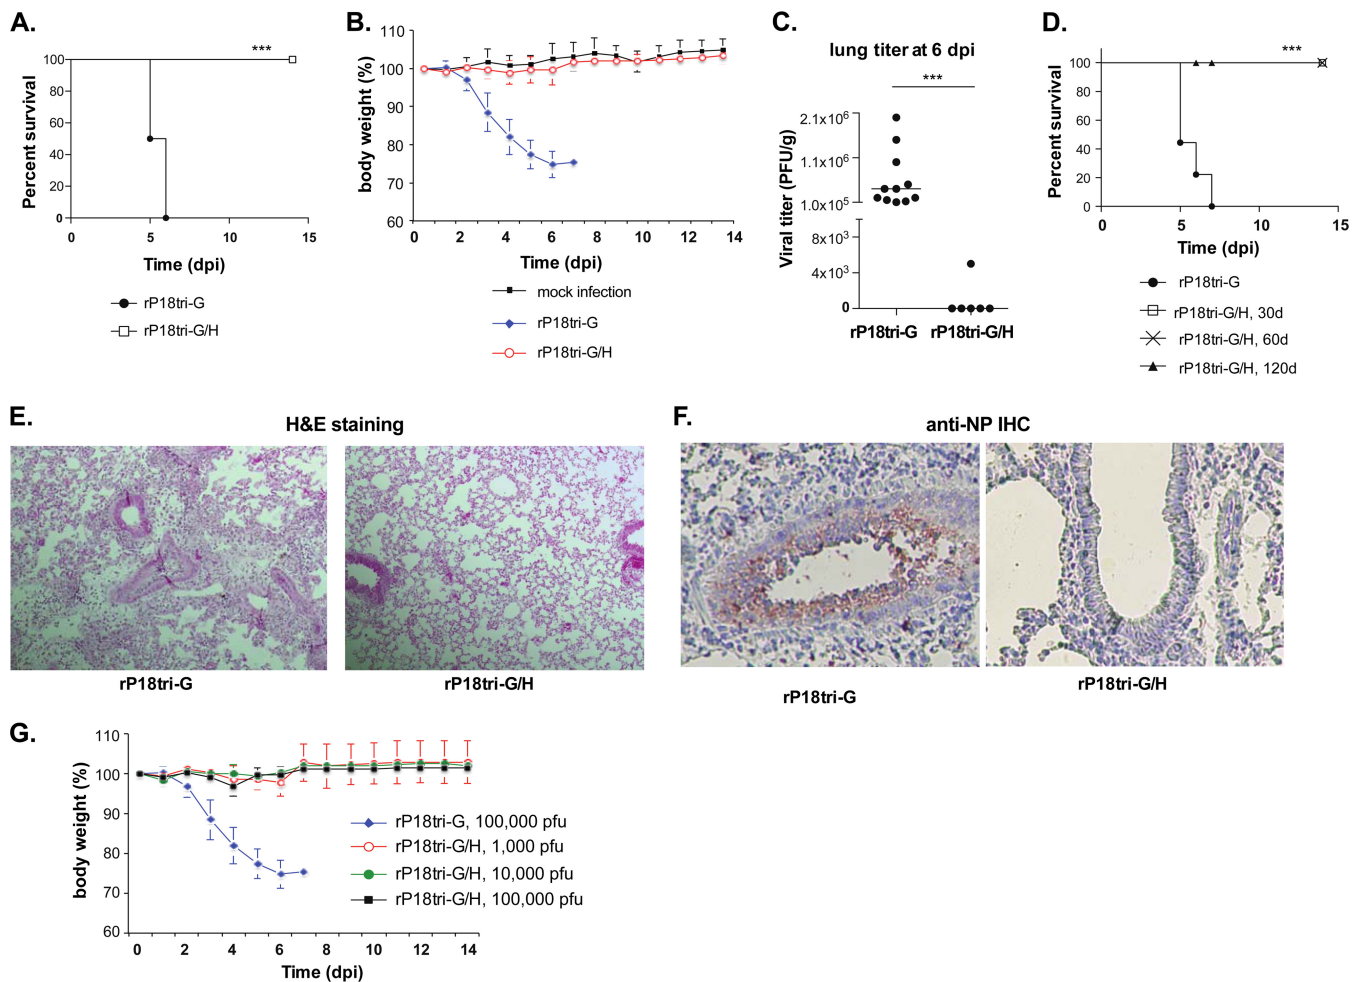 A.
***
Percent survival
100
80
60
40
20
0
0
5
10
15
Time (dpi)
rP18tri-G
rP18tri-G/H
B.
body weight (%)
110
100
90
80
70
60
0
2
4
6
8
10
12
14
Time (dpi)
mock infection
rP18tri-G
rP18tri-G/H
C.
lung titer at 6 dpi
***
Viral titer (PFU/g)
2.1x10⁶
1.1x10⁶
1.0x10⁵
8x10³
4x10³
0
rP18tri-G
rP18tri-G/H
D.
***
Percent survival
100
80
60
40
20
0
0
5
10
15
Time (dpi)
rP18tri-G
rP18tri-G/H, 30d
rP18tri-G/H, 60d
rP18tri-G/H, 120d
E.
H&E staining
rP18tri-G
rP18tri-G/H
F.
anti-NP IHC
rP18tri-G
rP18tri-G/H
G.
body weight (%)
110
100
90
80
70
60
0
2
4
6
8
10
12
14
Time (dpi)
rP18tri-G, 100,000 pfu
rP18tri-G/H, 1,000 pfu
rP18tri-G/H, 10,000 pfu
rP18tri-G/H, 100,000 pfu